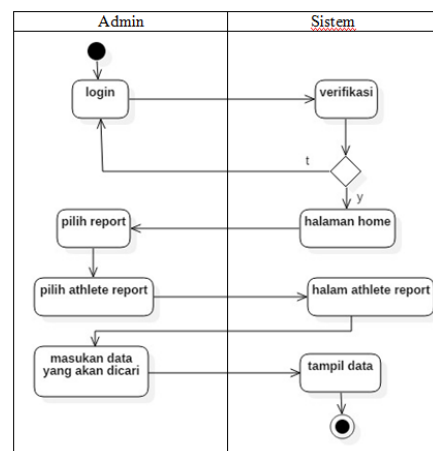 Admin
Sistem
login
verifikasi
t
y
pilih report
halaman home
pilih athlete report
halam athlete report
masukan data
yang akan dicari
tampil data